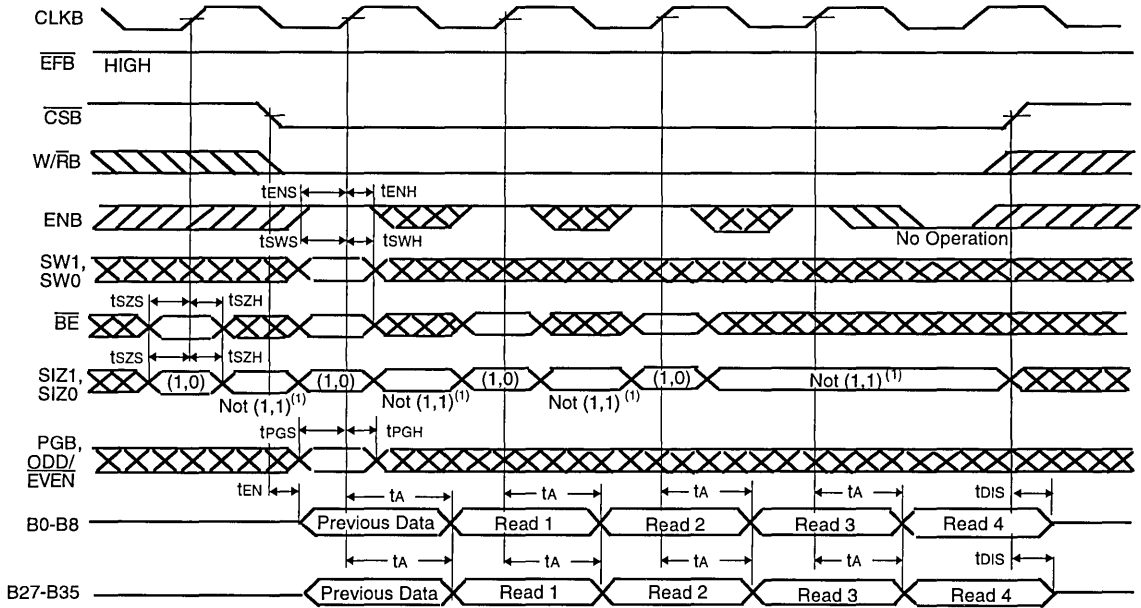 CLKB
EFB HIGH
CSB
W/RB
tENS tENH
ENB
No Operation
tSWS tSWH
SW1,
SW0
tSZS tSZH
BE
tSZS tSZH
SIZ1,
SIZ0
(1,0) (1,0) (1,0) (1,0) Not (1,1)(1)
Not (1,1)(1) Not (1,1)(1) Not (1,1)(1)
tPGS tPGH
PGB,
ODD/
EVEN
tEN tA tA tA tA tDIS
B0-B8 Previous Data Read 1 Read 2 Read 3 Read 4
tA tA tA tA tDIS
B27-B35 Previous Data Read 1 Read 2 Read 3 Read 4